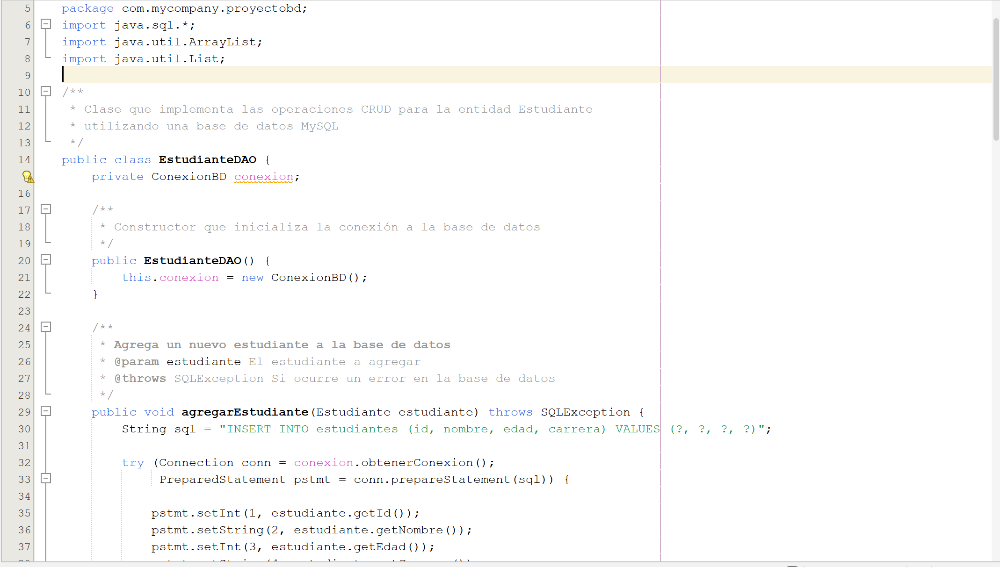 5 package com.mycompany.proyectobd;
6 import java.sql.*;
7 import java.util.ArrayList;
8 import java.util.List;
9
10 /**
11 * Clase que implementa las operaciones CRUD para la entidad Estudiante
12 * utilizando una base de datos MySQL
13 */
14 public class EstudianteDAO {
private ConexionBD conexion;
16
17 /**
18 * Constructor que inicializa la conexión a la base de datos
19 */
20 public EstudianteDAO() {
21 this.conexion = new ConexionBD();
22 }
23
24 /**
25 * Agrega un nuevo estudiante a la base de datos
26 * @param estudiante El estudiante a agregar
27 * @throws SQLException Si ocurre un error en la base de datos
28 */
29 public void agregarEstudiante(Estudiante estudiante) throws SQLException {
30 String sql = "INSERT INTO estudiantes (id, nombre, edad, carrera) VALUES (?, ?, ?, ?)";
31
32 try (Connection conn = conexion.obtenerConexion();
33 PreparedStatement pstmt = conn.prepareStatement(sql)) {
34
35 pstmt.setInt(1, estudiante.getId());
36 pstmt.setString(2, estudiante.getNombre());
37 pstmt.setInt(3, estudiante.getEdad());